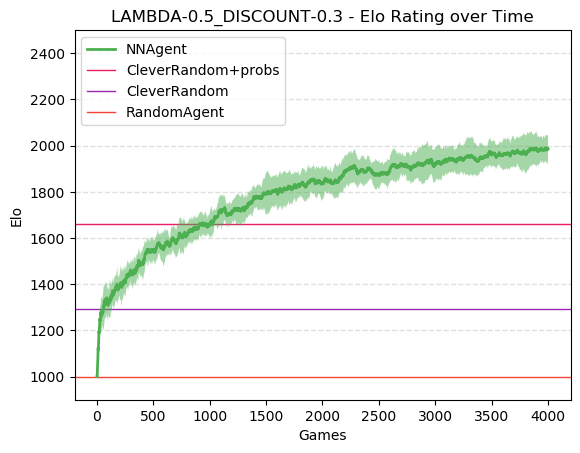 LAMBDA-0.5_DISCOUNT-0.3 - Elo Rating over Time
NNAgent
CleverRandom+probs
CleverRandom
RandomAgent
Elo
2400
2200
2000
1800
1600
1400
1200
1000
0 500 1000 1500 2000 2500 3000 3500 4000
Games